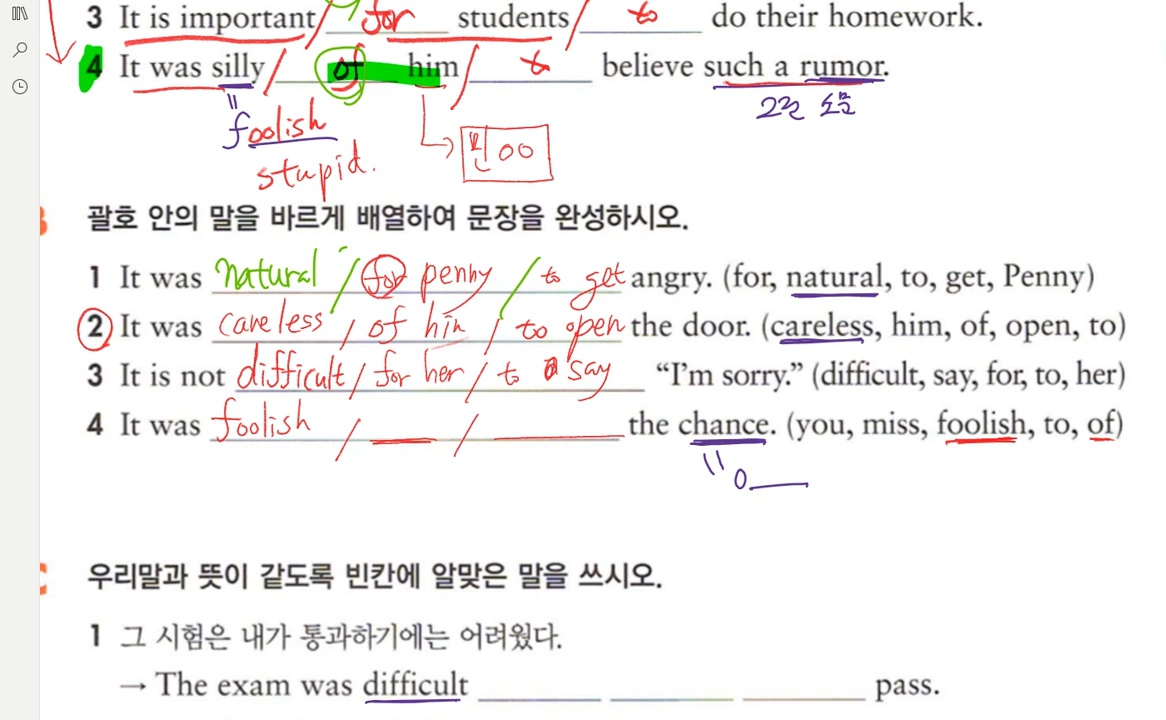 3 It is important / for students / to do their homework.
4 It was silly / of him / to believe such a rumor.
"
foolish
stupid.
인 OO
괄호 안의 말을 바르게 배열하여 문장을 완성하시오.
1 It was natural / for penny / to get angry. (for, natural, to, get, Penny)
2 It was careless / of him / to open the door. (careless, him, of, open, to)
3 It is not difficult / for her / to say "I'm sorry." (difficult, say, for, to, her)
4 It was foolish / / the chance. (you, miss, foolish, to, of)
" o
C 우리말과 뜻이 같도록 빈칸에 알맞은 말을 쓰시오.
1 그 시험은 내가 통과하기에는 어려웠다.
→ The exam was difficult ____ ____ ____ pass.